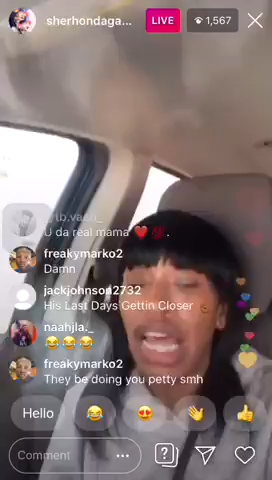 sherhondaga...
LIVE
1,567
U da real mama ❤️ 💯.
freakymarko2
Damn
jackjohnson2732
His Last Days Gettin Closer
naahjla._
😂😂😂
freakymarko2
They be doing you petty smh
Hello
😂
😍
👋
👍
Comment